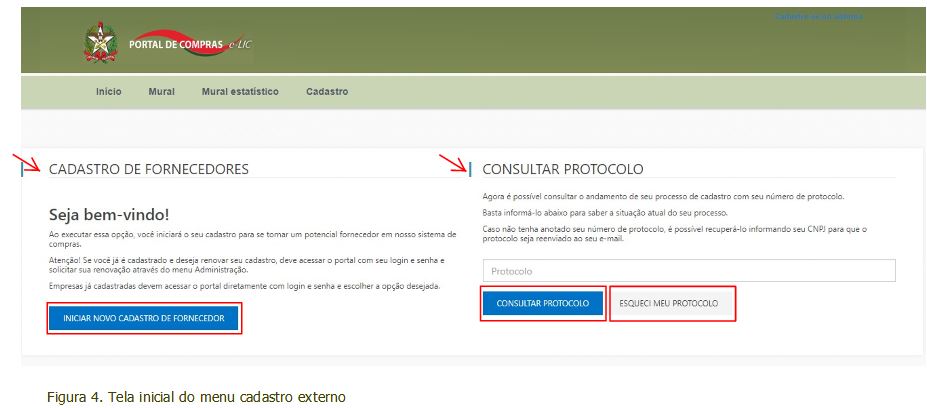 Cadastre-se no sistema
PORTAL DE COMPRAS e-LIC
Início Mural Mural estatístico Cadastro
CADASTRO DE FORNECEDORES
Seja bem-vindo!
Ao executar essa opção, você iniciará o seu cadastro para se tornar um potencial fornecedor em nosso sistema de
compras.
Atenção! Se você já é cadastrado e deseja renovar seu cadastro, deve acessar o portal com seu login e senha e
solicitar sua renovação através do menu Administração.
Empresas já cadastradas devem acessar o portal diretamente com login e senha e escolher a opção desejada.
INICIAR NOVO CADASTRO DE FORNECEDOR
CONSULTAR PROTOCOLO
Agora é possível consultar o andamento de seu processo de cadastro com seu número de protocolo.
Basta informá-lo abaixo para saber a situação atual do seu processo.
Caso não tenha anotado seu número de protocolo, é possível recuperá-lo informando seu CNPJ para que o
protocolo seja reenviado ao seu e-mail.
Protocolo
CONSULTAR PROTOCOLO ESQUECI MEU PROTOCOLO
Figura 4. Tela inicial do menu cadastro externo